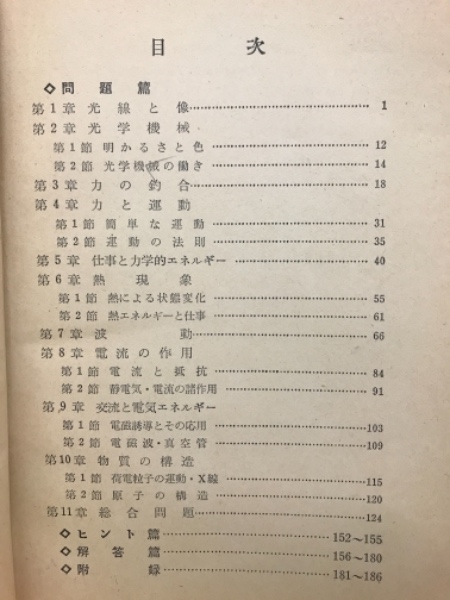 目次
◇問題篇
第1章 光線と像 1
第2章 光学機械
第1節 明かるさと色 12
第2節 光学機械の働き 14
第3章 力の釣合 18
第4章 力と運動
第1節 簡単な運動 31
第2節 運動の法則 35
第5章 仕事と力学的エネルギー 40
第6章 熱現象
第1節 熱による状態変化 55
第2節 熱エネルギーと仕事 61
第7章 波動 66
第8章 電流の作用
第1節 電流と抵抗 84
第2節 静電気・電流の諸作用 91
第9章 交流と電気エネルギー
第1節 電磁誘導とその応用 103
第2節 電磁波・真空管 109
第10章 物質の構造
第1節 荷電粒子の運動・X線 115
第2節 原子の構造 120
第11章 総合問題 124
◇ヒント篇 152~155
◇解答篇 156~180
◇附録 181~186